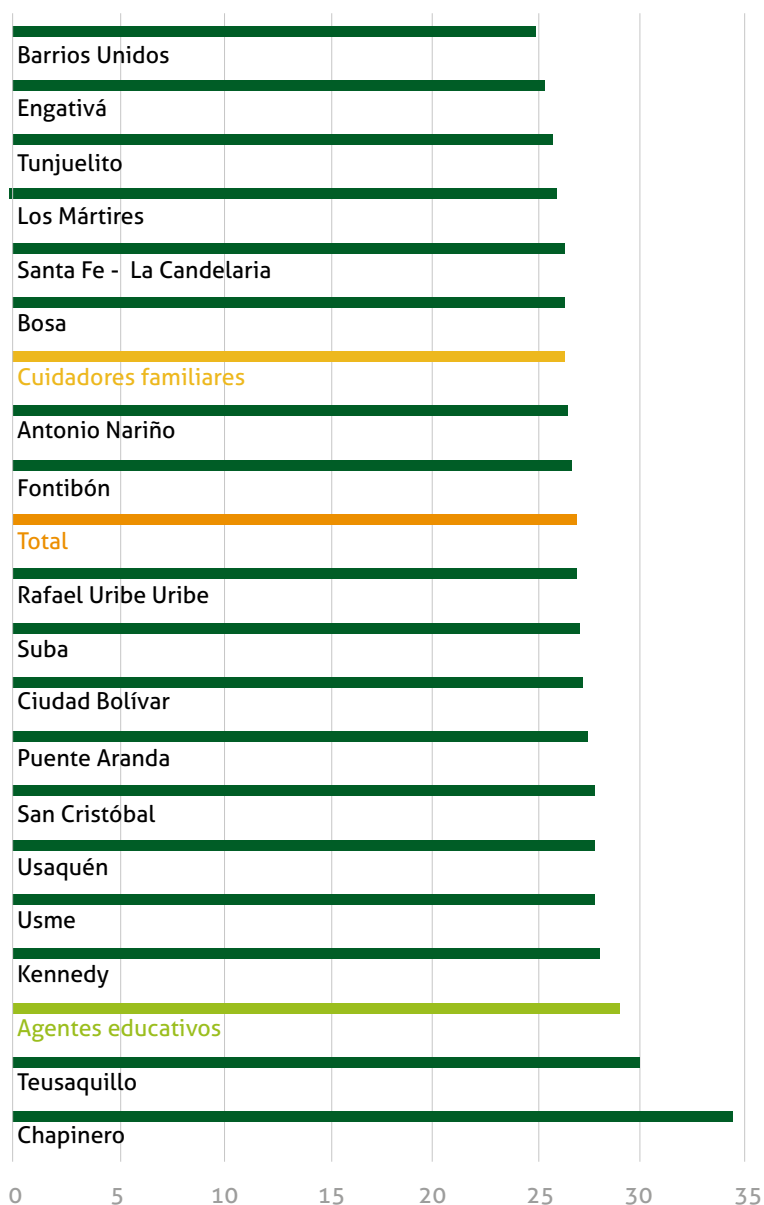 Barrios Unidos
Engativá
Tunjuelito
Los Mártires
Santa Fe - La Candelaria
Bosa
Cuidadores familiares
Antonio Nariño
Fontibón
Total
Rafael Uribe Uribe
Suba
Ciudad Bolívar
Puente Aranda
San Cristóbal
Usaquén
Usme
Kennedy
Agentes educativos
Teusaquillo
Chapinero
0 5 10 15 20 25 30 35